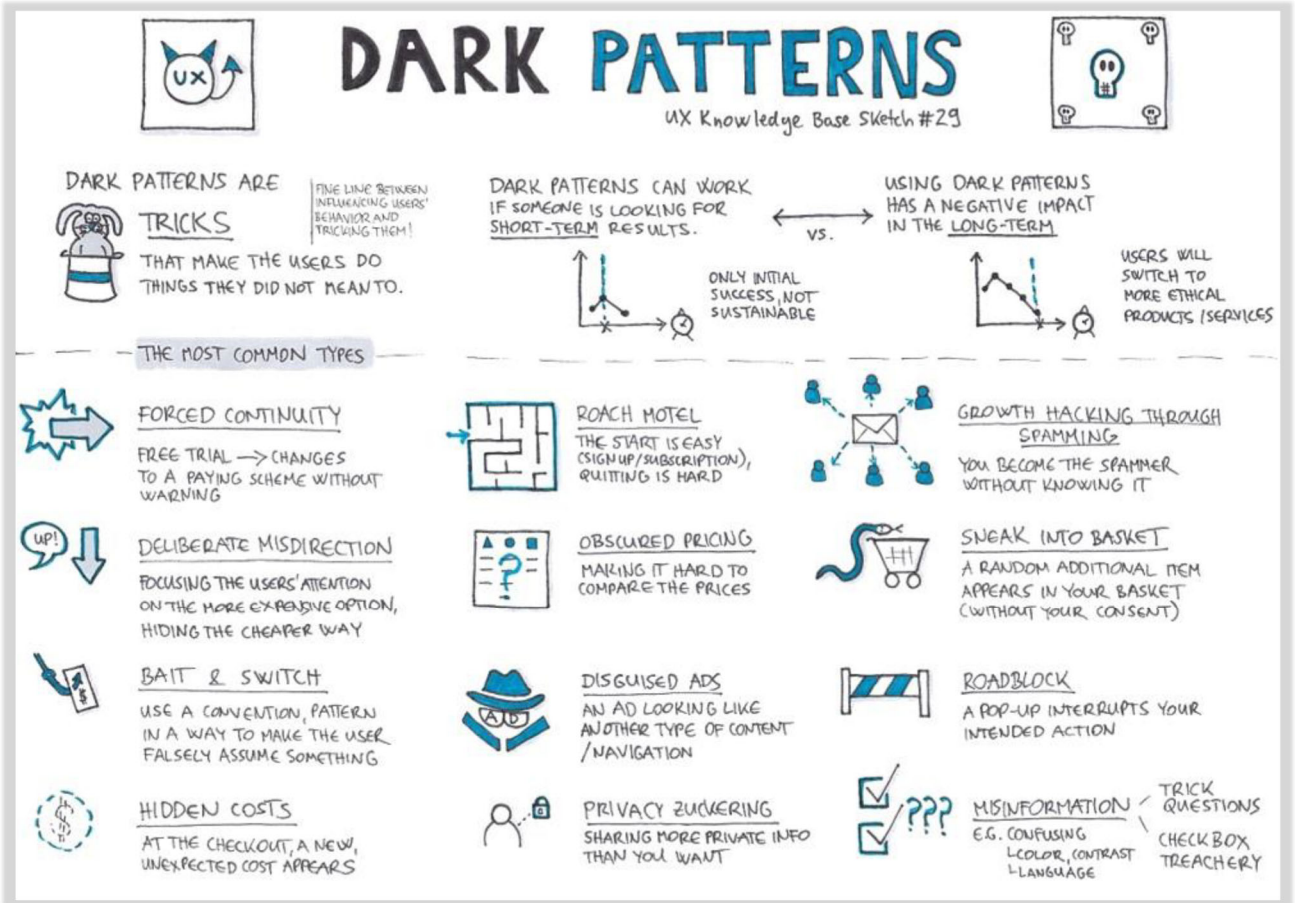 UX
DARK PATTERNS
UX Knowledge Base Sketch #29
DARK PATTERNS ARE
TRICKS
THAT MAKE THE USERS DO
THINGS THEY DID NOT MEAN TO.
FINE LINE BETWEEN
INFLUENCING USERS'
BEHAVIOR AND
TRICKING THEM!
DARK PATTERNS CAN WORK
IF SOMEONE IS LOOKING FOR
SHORT-TERM RESULTS.
ONLY INITIAL
SUCCESS, NOT
SUSTAINABLE
VS.
USING DARK PATTERNS
HAS A NEGATIVE IMPACT
IN THE LONG-TERM
USERS WILL
SWITCH TO
MORE ETHICAL
PRODUCTS/SERVICES
THE MOST COMMON TYPES
FORCED CONTINUITY
FREE TRIAL → CHANGES
TO A PAYING SCHEME WITHOUT
WARNING
ROACH MOTEL
THE START IS EASY
(SIGNUP/SUBSCRIPTION),
QUITTING IS HARD
GROWTH HACKING THROUGH
SPAMMING
YOU BECOME THE SPAMMER
WITHOUT KNOWING IT
UP!
DELIBERATE MISDIRECTION
FOCUSING THE USERS' ATTENTION
ON THE MORE EXPENSIVE OPTION,
HIDING THE CHEAPER WAY
?
OBSCURED PRICING
MAKING IT HARD TO
COMPARE THE PRICES
SNEAK INTO BASKET
A RANDOM ADDITIONAL ITEM
APPEARS IN YOUR BASKET
(WITHOUT YOUR CONSENT)
$
BAIT & SWITCH
USE A CONVENTION, PATTERN
IN A WAY TO MAKE THE USER
FALSELY ASSUME SOMETHING
AD
DISGUISED ADS
AN AD LOOKING LIKE
ANOTHER TYPE OF CONTENT
/NAVIGATION
ROADBLOCK
A POP-UP INTERRUPTS YOUR
INTENDED ACTION
$
HIDDEN COSTS
AT THE CHECKOUT, A NEW,
UNEXPECTED COST APPEARS
PRIVACY ZUCKERING
SHARING MORE PRIVATE INFO
THAN YOU WANT
???
MISINFORMATION
E.G. CONFUSING
COLOR, CONTRAST
LANGUAGE
TRICK
QUESTIONS
CHECKBOX
TREACHERY